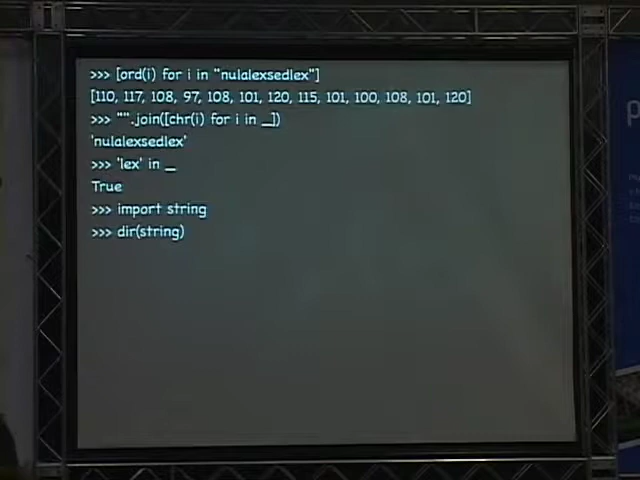 >>> [ord(i) for i in "nulalexsedlex"]
[110, 117, 108, 97, 108, 101, 120, 115, 101, 100, 108, 101, 120]
>>> "".join([chr(i) for i in _])
'nulalexsedlex'
>>> 'lex' in _
True
>>> import string
>>> dir(string)
p